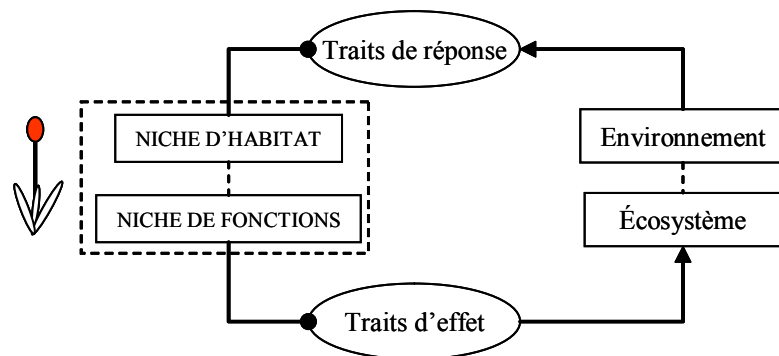 Traits de réponse
NICHE D'HABITAT
Environnement
NICHE DE FONCTIONS
Écosystème
Traits d'effet